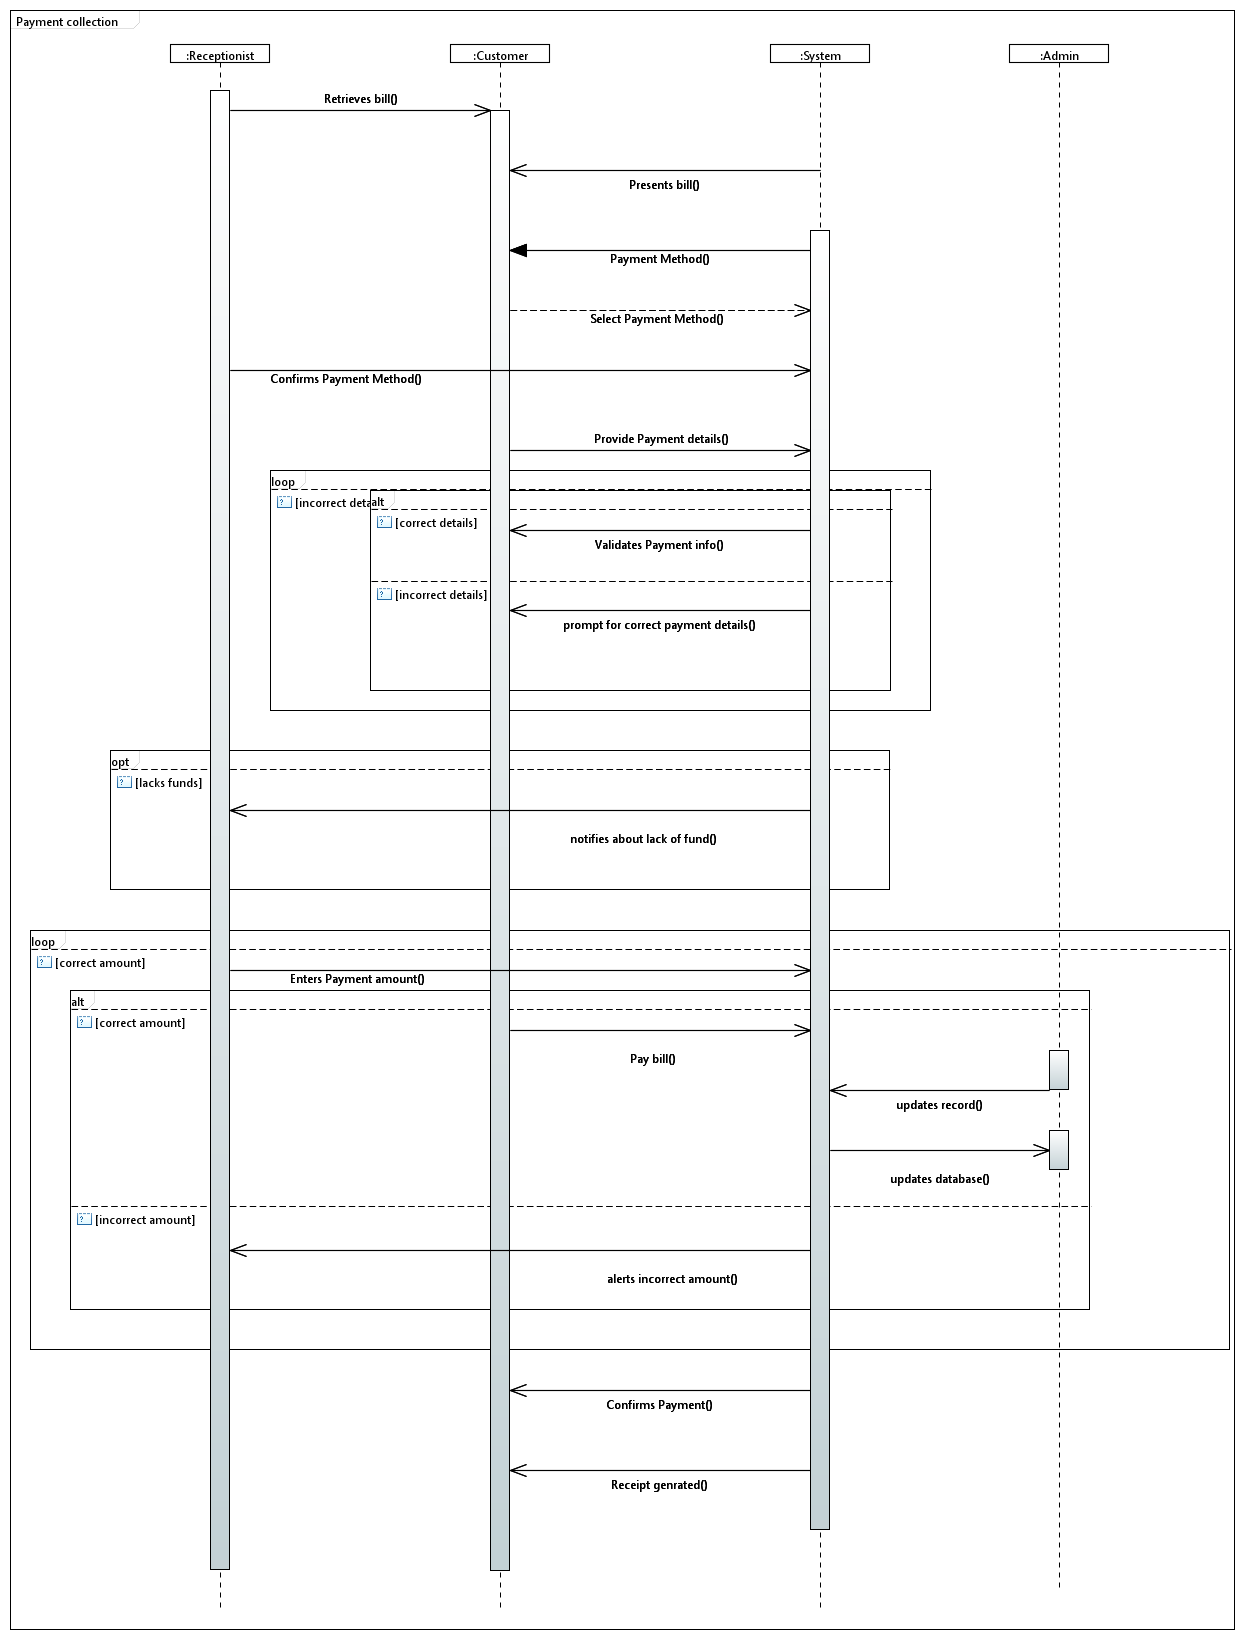 Payment collection
:Receptionist
:Customer
:System
:Admin
Retrieves bill()
Presents bill()
Payment Method()
Select Payment Method()
Confirms Payment Method()
Provide Payment details()
loop
[incorrect deta
alt
[correct details]
Validates Payment info()
[incorrect details]
prompt for correct payment details()
opt
[lacks funds]
notifies about lack of fund()
loop
[correct amount]
Enters Payment amount()
alt
[correct amount]
Pay bill()
updates record()
updates database()
[incorrect amount]
alerts incorrect amount()
Confirms Payment()
Receipt genrated()